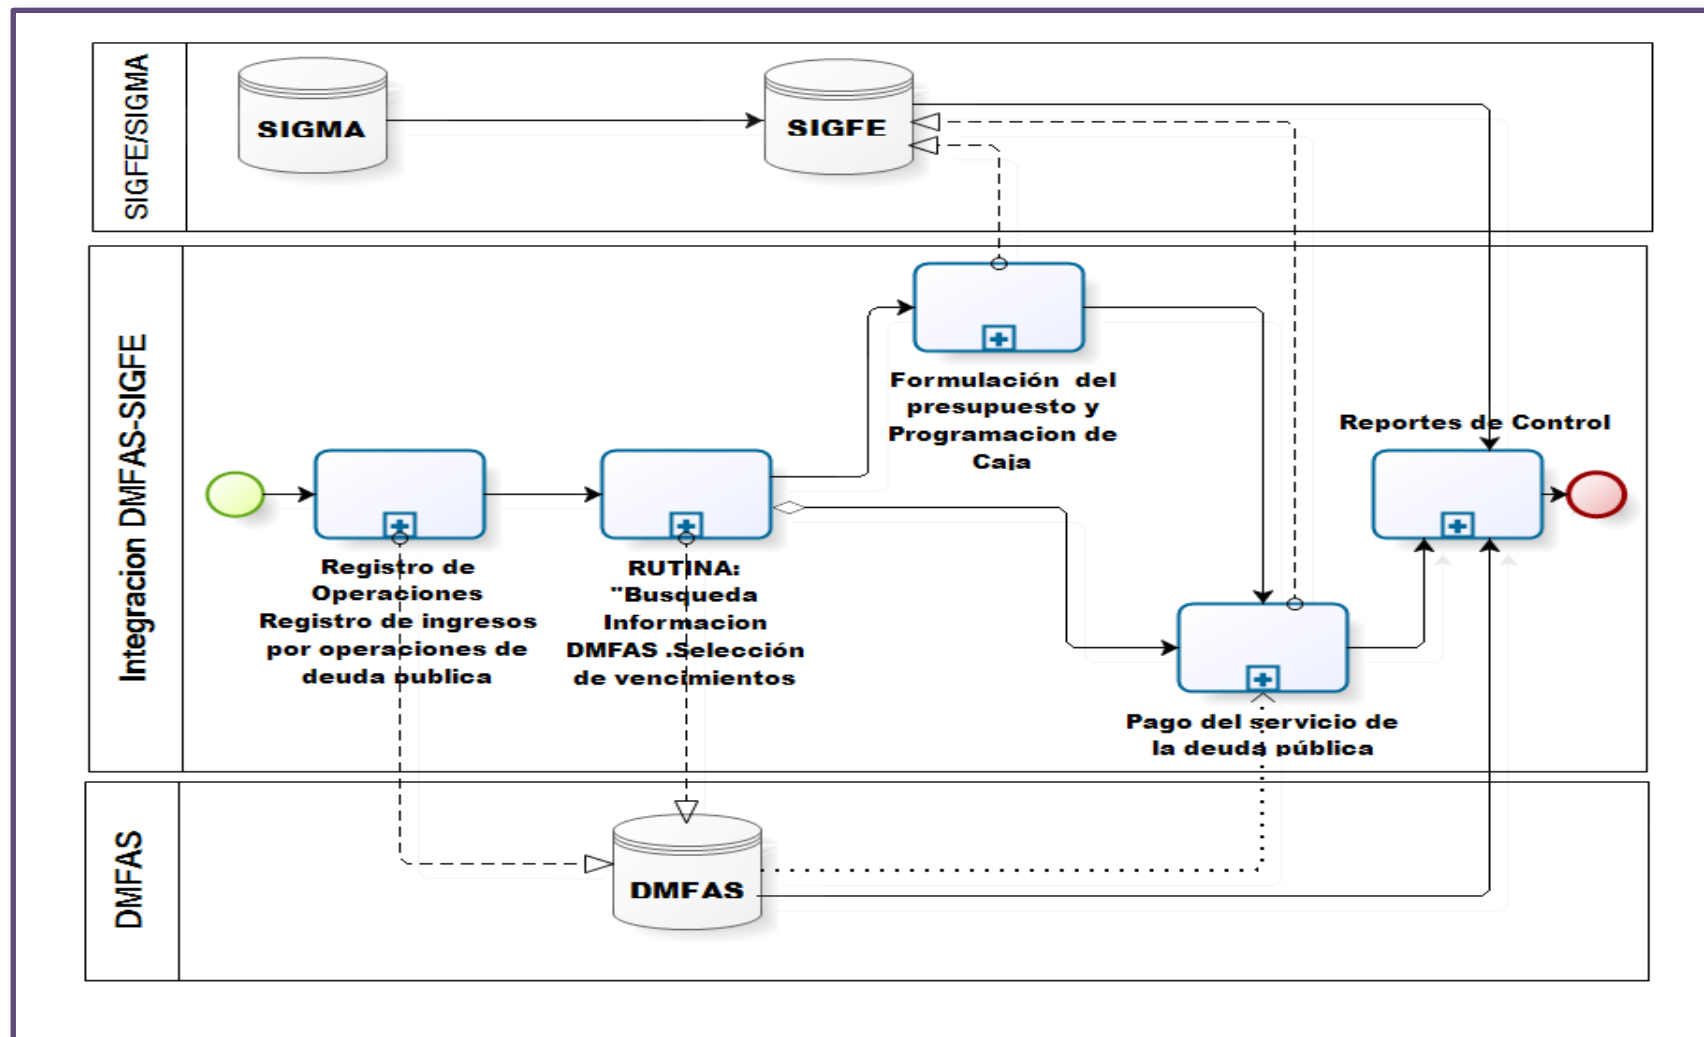 SIGFE/SIGMA
SIGMA
SIGFE
Integracion DMFAS-SIGFE
Formulación  del
presupuesto y
Programacion de
Caja
Reportes de Control
Registro de
Operaciones
Registro de ingresos
por operaciones de
deuda publica
RUTINA:
"Busqueda
Informacion
DMFAS .Selección
de vencimientos
Pago del servicio de
la deuda pública
DMFAS
DMFAS